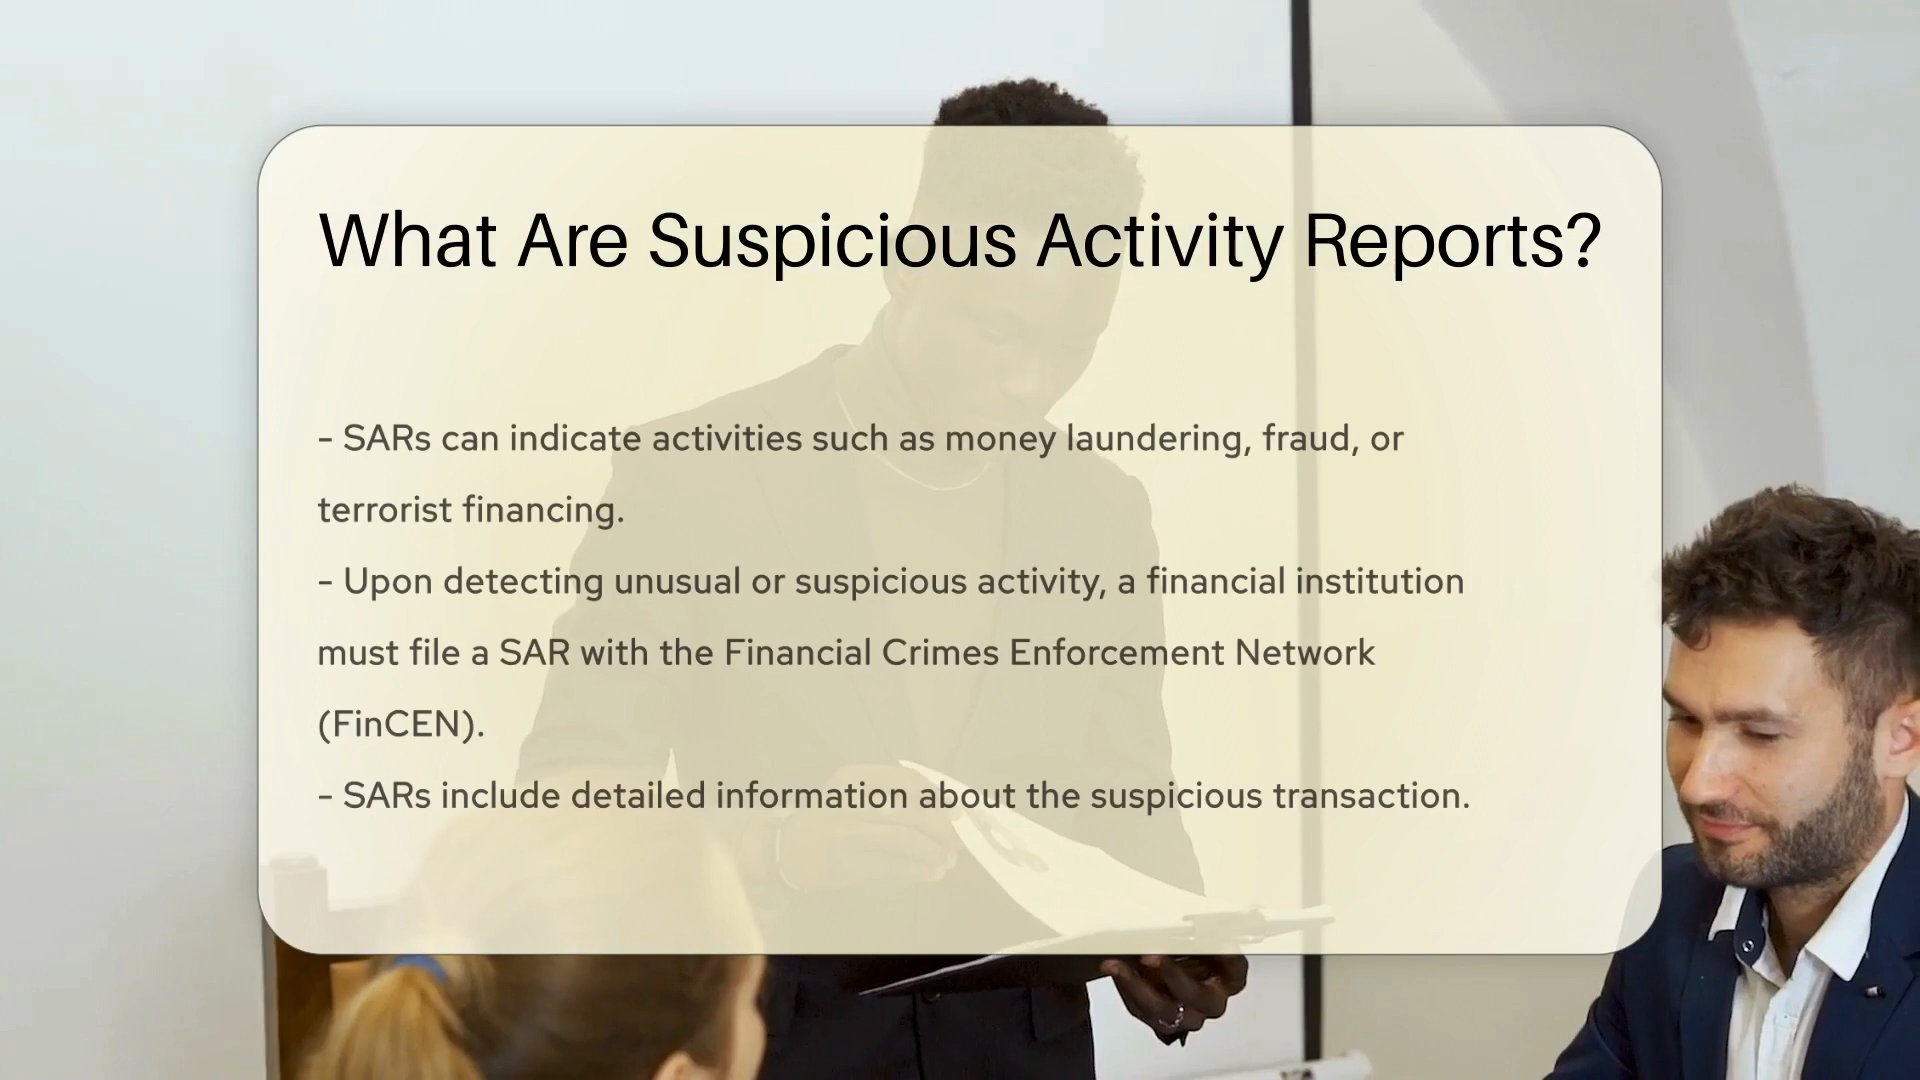 What Are Suspicious Activity Reports?
- SARs can indicate activities such as money laundering, fraud, or
terrorist financing.
- Upon detecting unusual or suspicious activity, a financial institution
must file a SAR with the Financial Crimes Enforcement Network
(FinCEN).
- SARs include detailed information about the suspicious transaction.